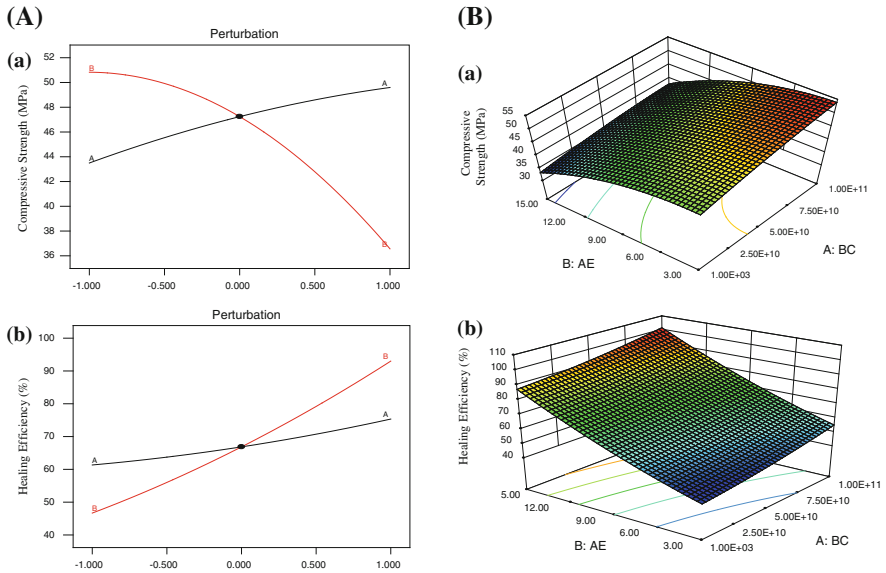 (A)
(a)
Perturbation
Compressive Strength (MPa)
52
50
48
46
44
42
40
38
36
B
A
A
B
-1.000
-0.500
0.000
0.500
1.000
(b)
Perturbation
Healing Efficiency (%)
100
90
80
70
60
50
40
B
A
A
B
-1.000
-0.500
0.000
0.500
1.000
(B)
(a)
Compressive
Strength (MPa)
55
50
45
40
35
30
15.00
12.00
9.00
6.00
3.00
B: AE
1.00E+03
2.50E+10
5.00E+10
7.50E+10
1.00E+11
A: BC
(b)
Healing Efficiency (%)
110
100
90
80
70
60
50
40
5.00
12.00
9.00
6.00
3.00
B: AE
1.00E+03
2.50E+10
5.00E+10
7.50E+10
1.00E+11
A: BC